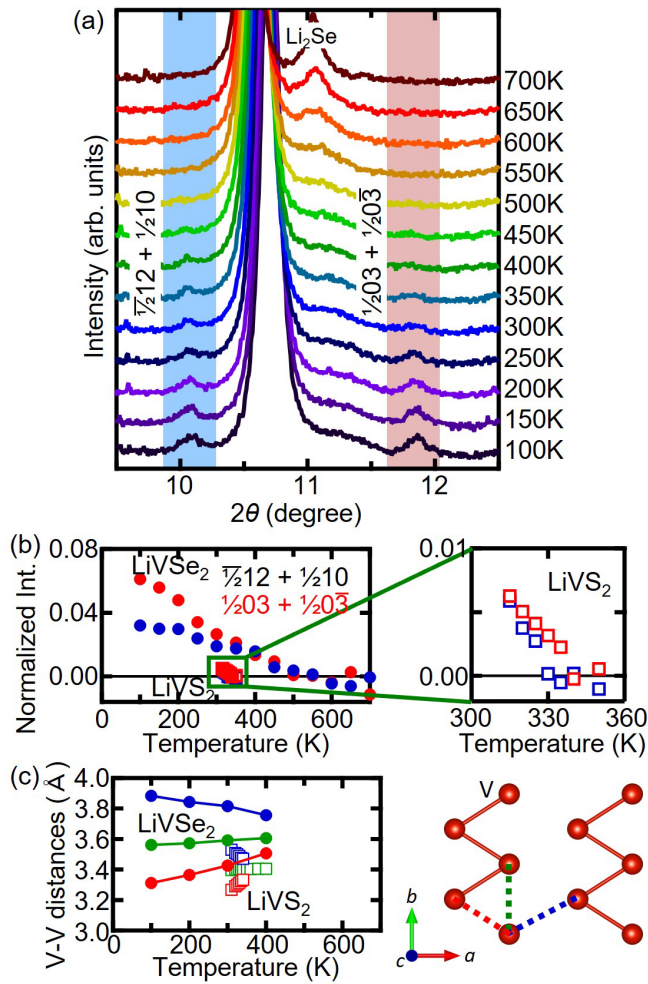 (a)
Li₂Se
700K
650K
600K
550K
500K
450K
400K
350K
300K
250K
200K
150K
100K
½̅12 + ½10
½03 + ½03̅
Intensity (arb. units)
10
11
12
2θ (degree)
(b)
0.08
0.04
0.00
Normalized Int.
LiVSe₂
½̅12 + ½10
½03 + ½03̅
LiVS₂
0
200
400
600
Temperature (K)
0.01
0.00
LiVS₂
300
330
360
Temperature (K)
(c)
4.0
3.8
3.6
3.4
3.2
3.0
V-V distances (Å)
LiVSe₂
LiVS₂
0
200
400
600
Temperature (K)
V
b
c
a